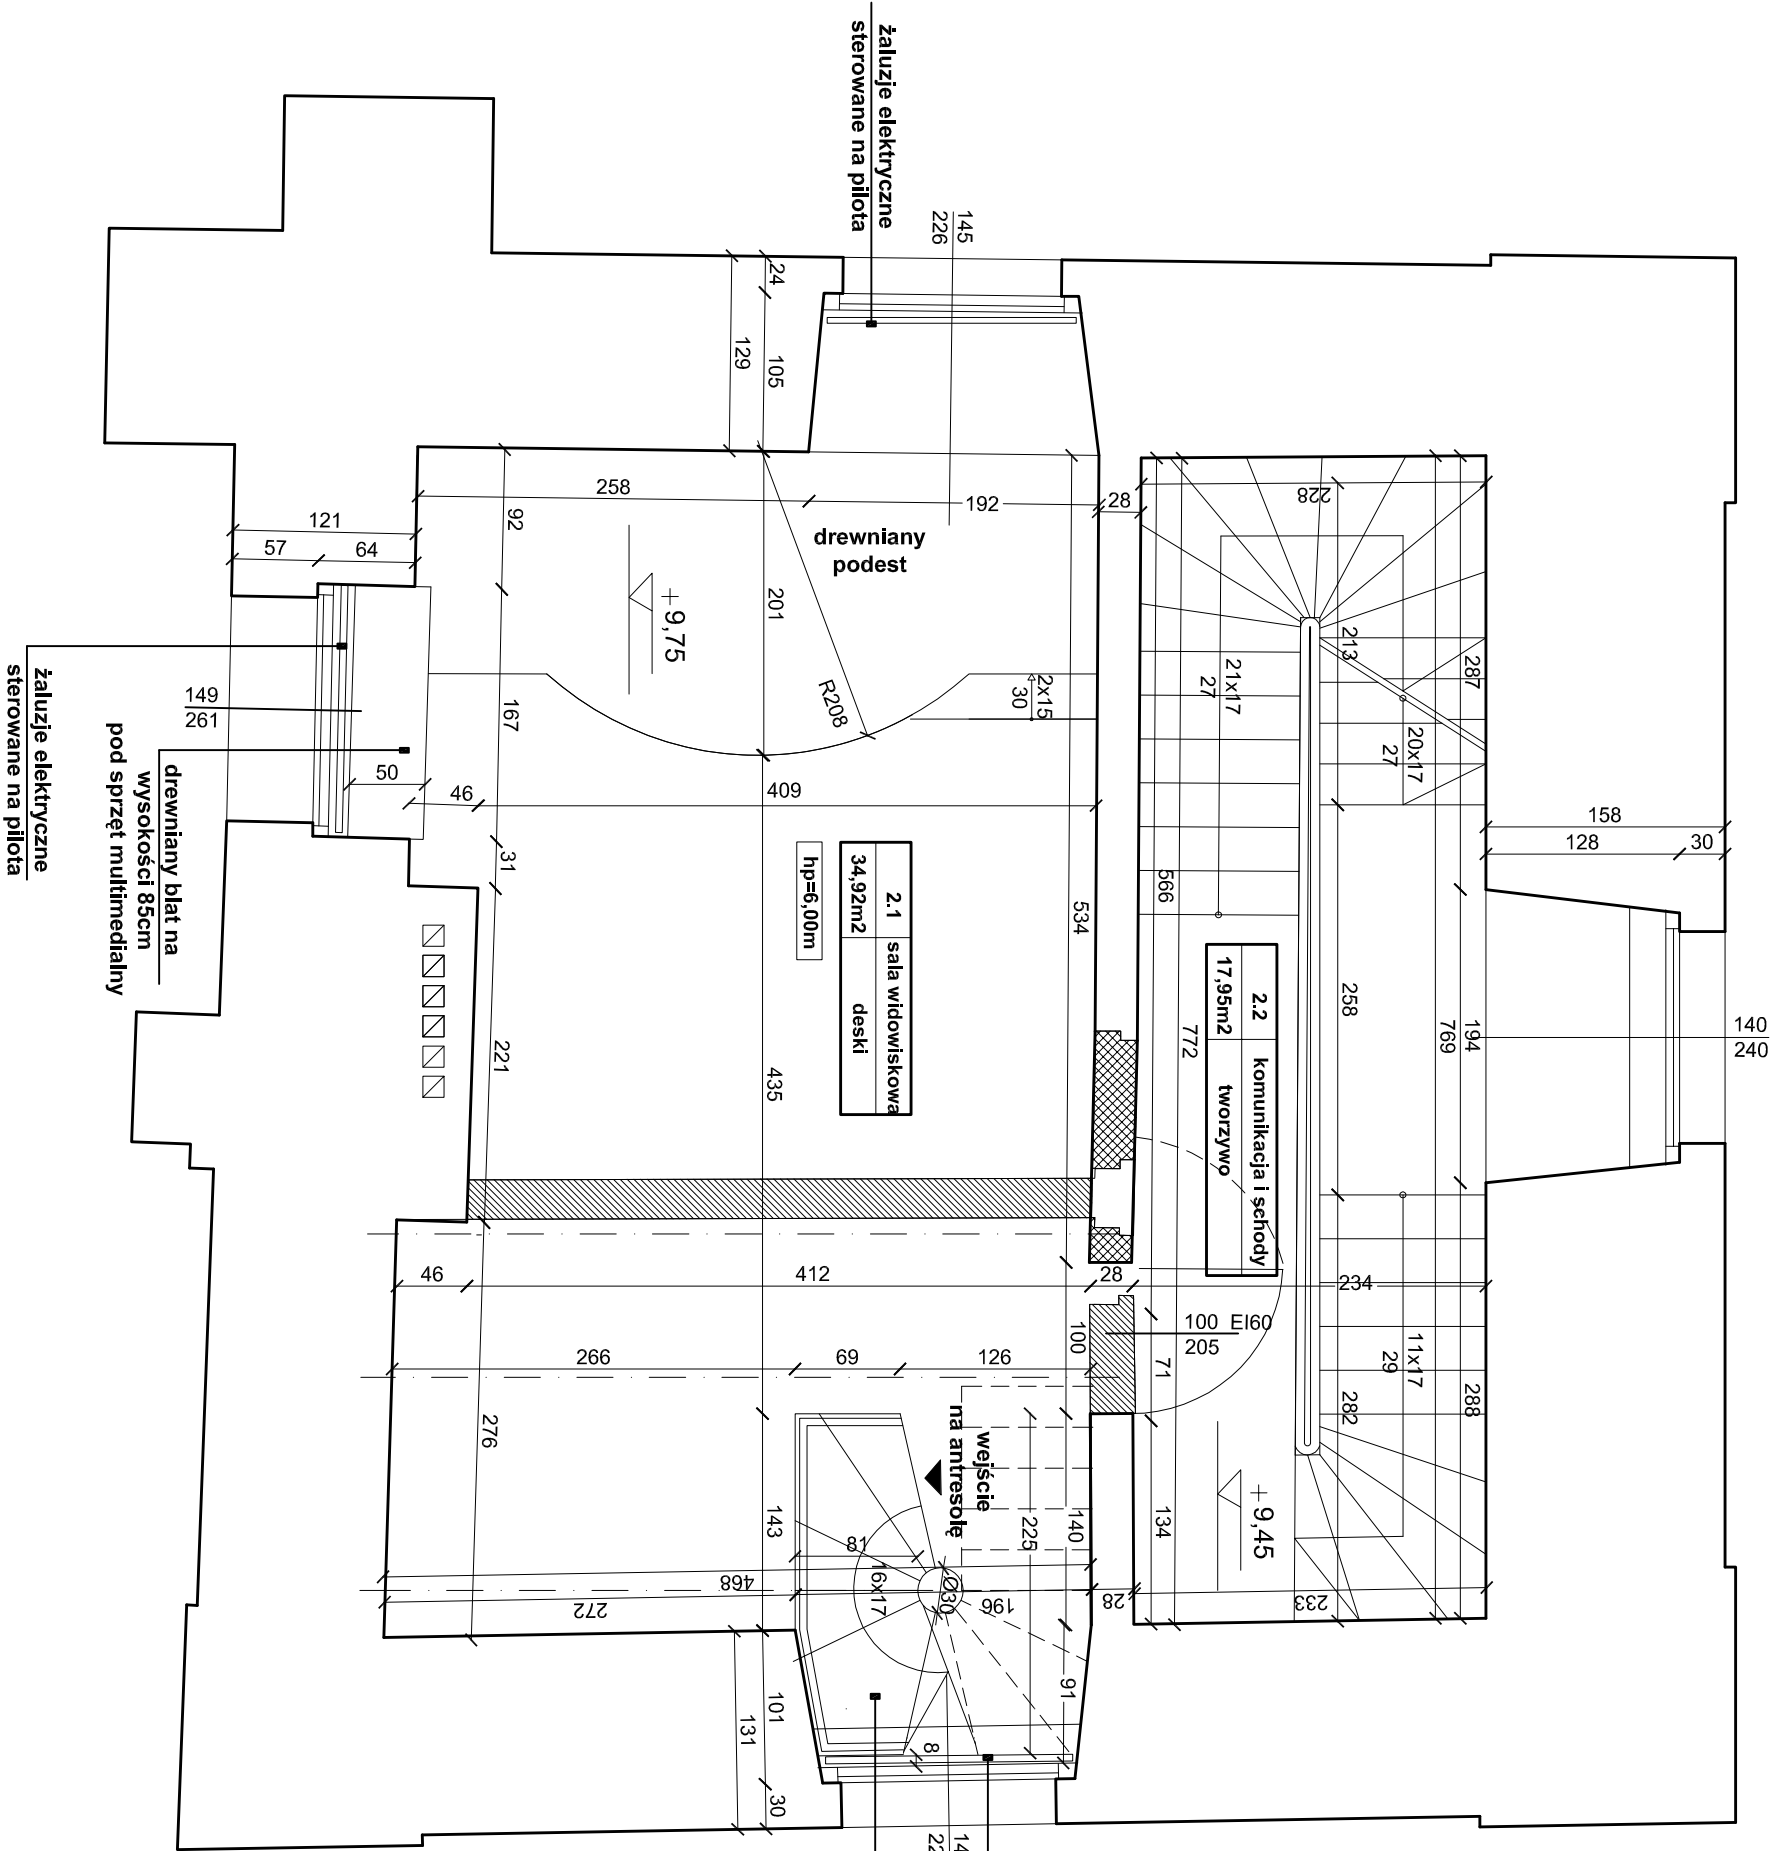 żaluzje elektryczne
sterowane na pilota
145
226
24
105
129
258
192
28
228
drewniany
podest
121
57
64
92
201
+9,75
R208
2x15
30
213
287
21x17
27
20x17
27
158
128
30
149
261
167
50
46
409
31
534
566
żaluzje elektryczne
sterowane na pilota
drewniany blat na
wysokości 85cm
pod sprzęt multimedialny
2.1
sala widowiskowa
34,92m2
deski
hp=6,00m
2.2
komunikacja i schody
17,95m2
tworzywo
258
194
769
772
140
240
221
435
46
412
28
234
100
100
205
EI60
71
11x17
29
282
288
266
69
126
276
wejście
na antresolę
143
225
140
134
+9,45
81
16x17
Ø30
468
272
196
28
233
91
101
131
30
8